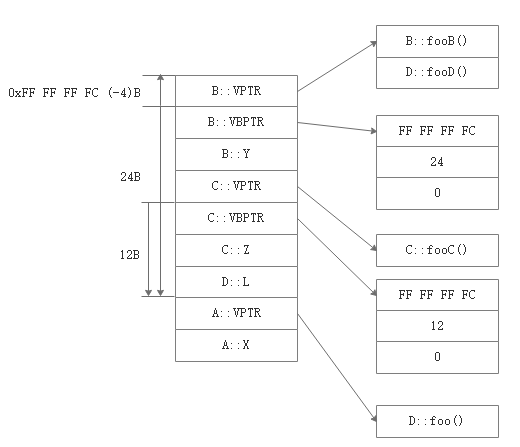 B::fooB()
D::fooD()
0xFF FF FF FC (-4)B
B::VPTR
B::VBPTR
FF FF FF FC
B::Y
24
24B
C::VPTR
0
C::VBPTR
12B
C::Z
C::fooC()
D::L
FF FF FF FC
A::VPTR
12
A::X
0
D::foo()